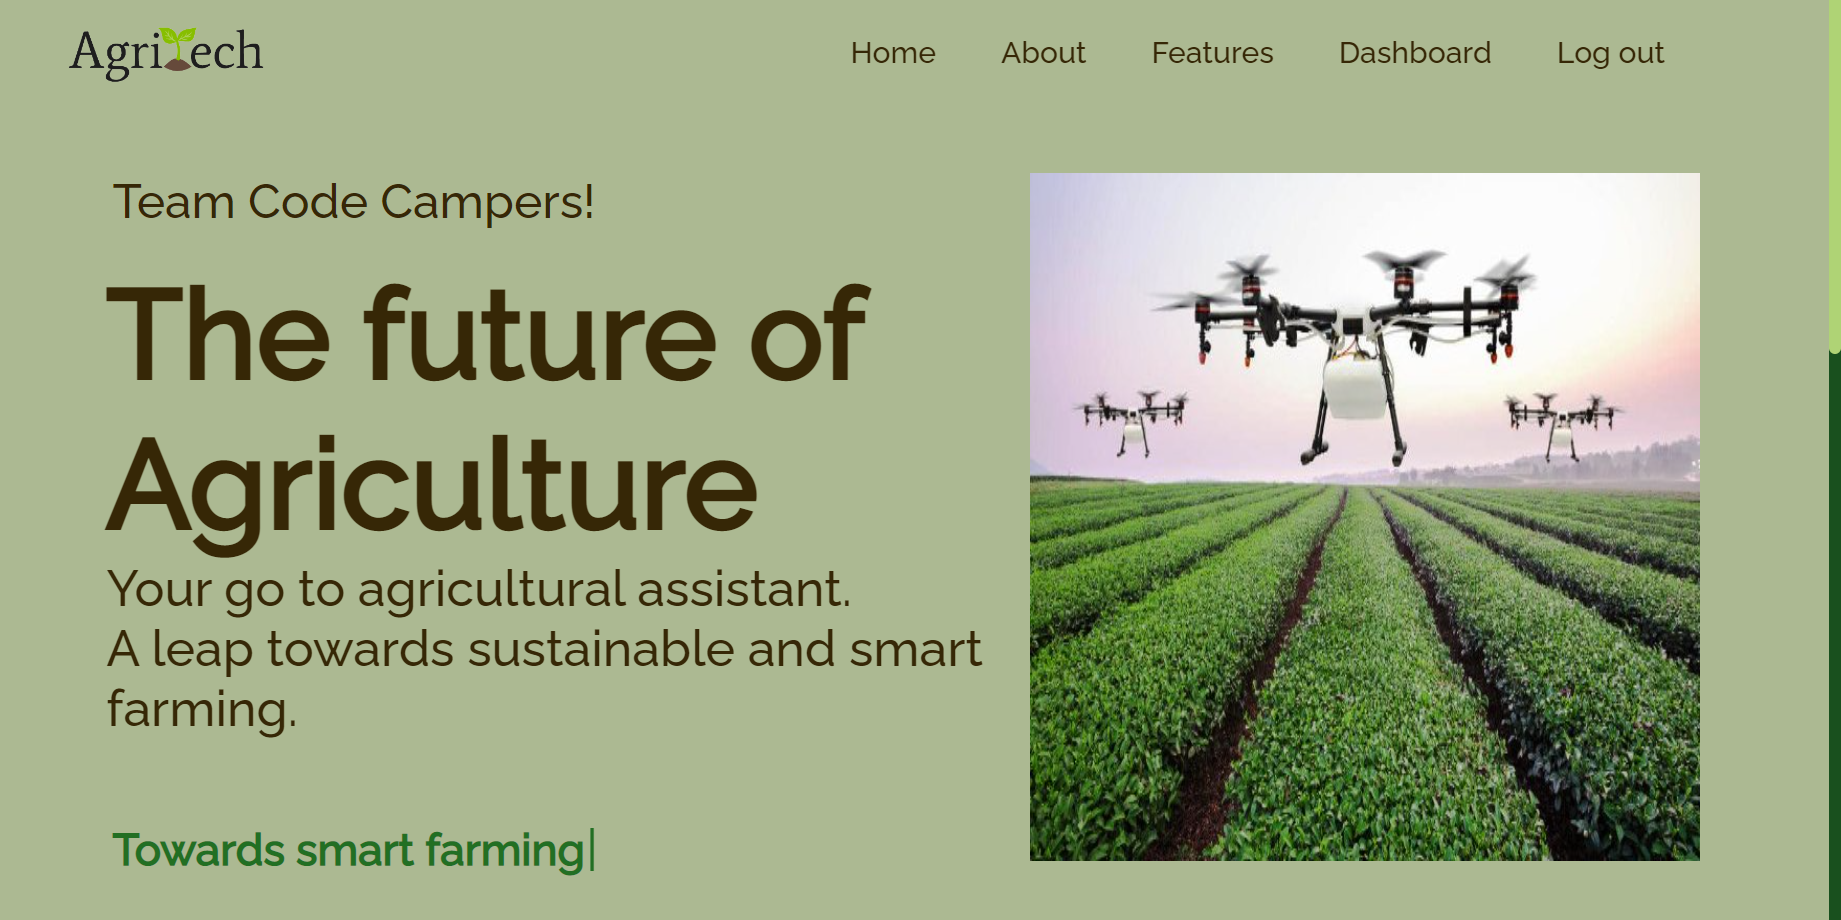 AgriTech
Home About Features Dashboard Log out
Team Code Campers!
The future of
Agriculture
Your go to agricultural assistant.
A leap towards sustainable and smart
farming.
Towards smart farming